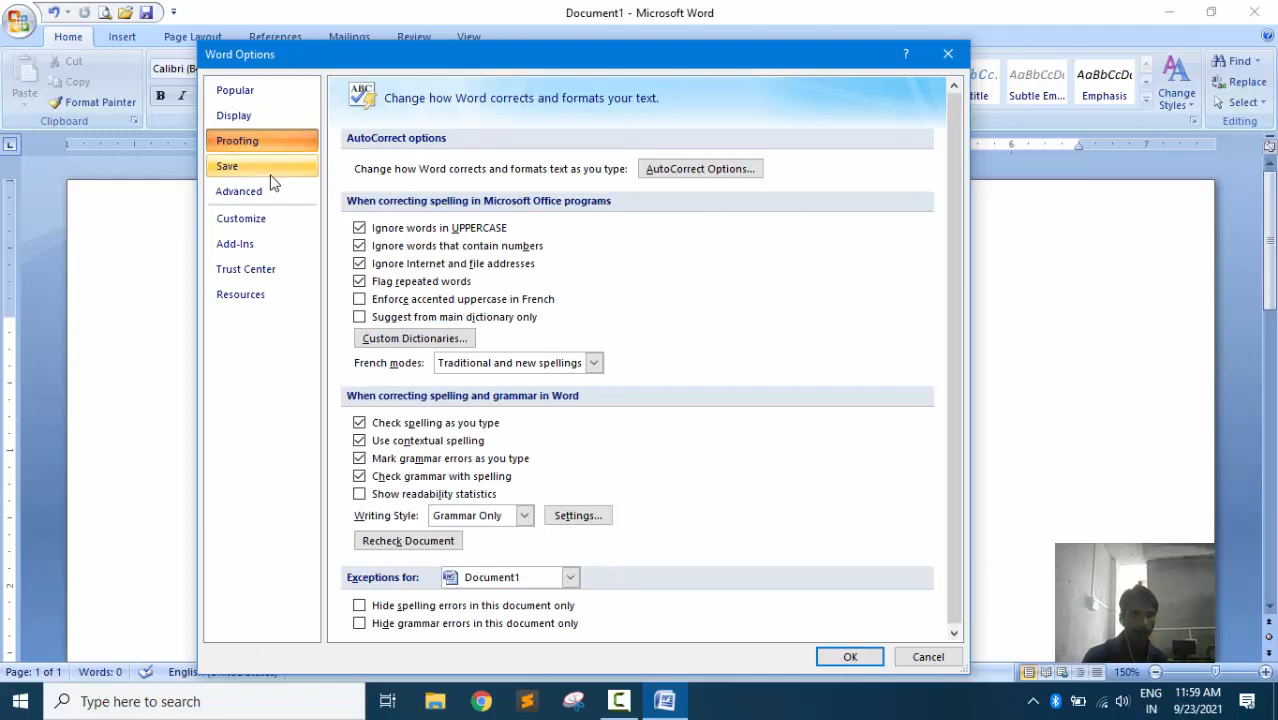 Document1 - Microsoft Word
Home Insert Page Layout References Mailings Review View
Cut
Copy
Paste
Format Painter
Clipboard
Calibri (B
B I
Subtle Em... Emphasis
Change
Styles
Find
Replace
Select
Editing
Word Options
Popular
Display
Proofing
Save
Advanced
Customize
Add-Ins
Trust Center
Resources
ABC
Change how Word corrects and formats your text.
AutoCorrect options
Change how Word corrects and formats text as you type: AutoCorrect Options...
When correcting spelling in Microsoft Office programs
Ignore words in UPPERCASE
Ignore words that contain numbers
Ignore Internet and file addresses
Flag repeated words
Enforce accented uppercase in French
Suggest from main dictionary only
Custom Dictionaries...
French modes: Traditional and new spellings
When correcting spelling and grammar in Word
Check spelling as you type
Use contextual spelling
Mark grammar errors as you type
Check grammar with spelling
Show readability statistics
Writing Style: Grammar Only Settings...
Recheck Document
Exceptions for: Document1
Hide spelling errors in this document only
Hide grammar errors in this document only
OK Cancel
1 6 7
1
2
Page: 1 of 1 Words: 0 English
150%
Type here to search
ENG
IN
11:59 AM
9/23/2021